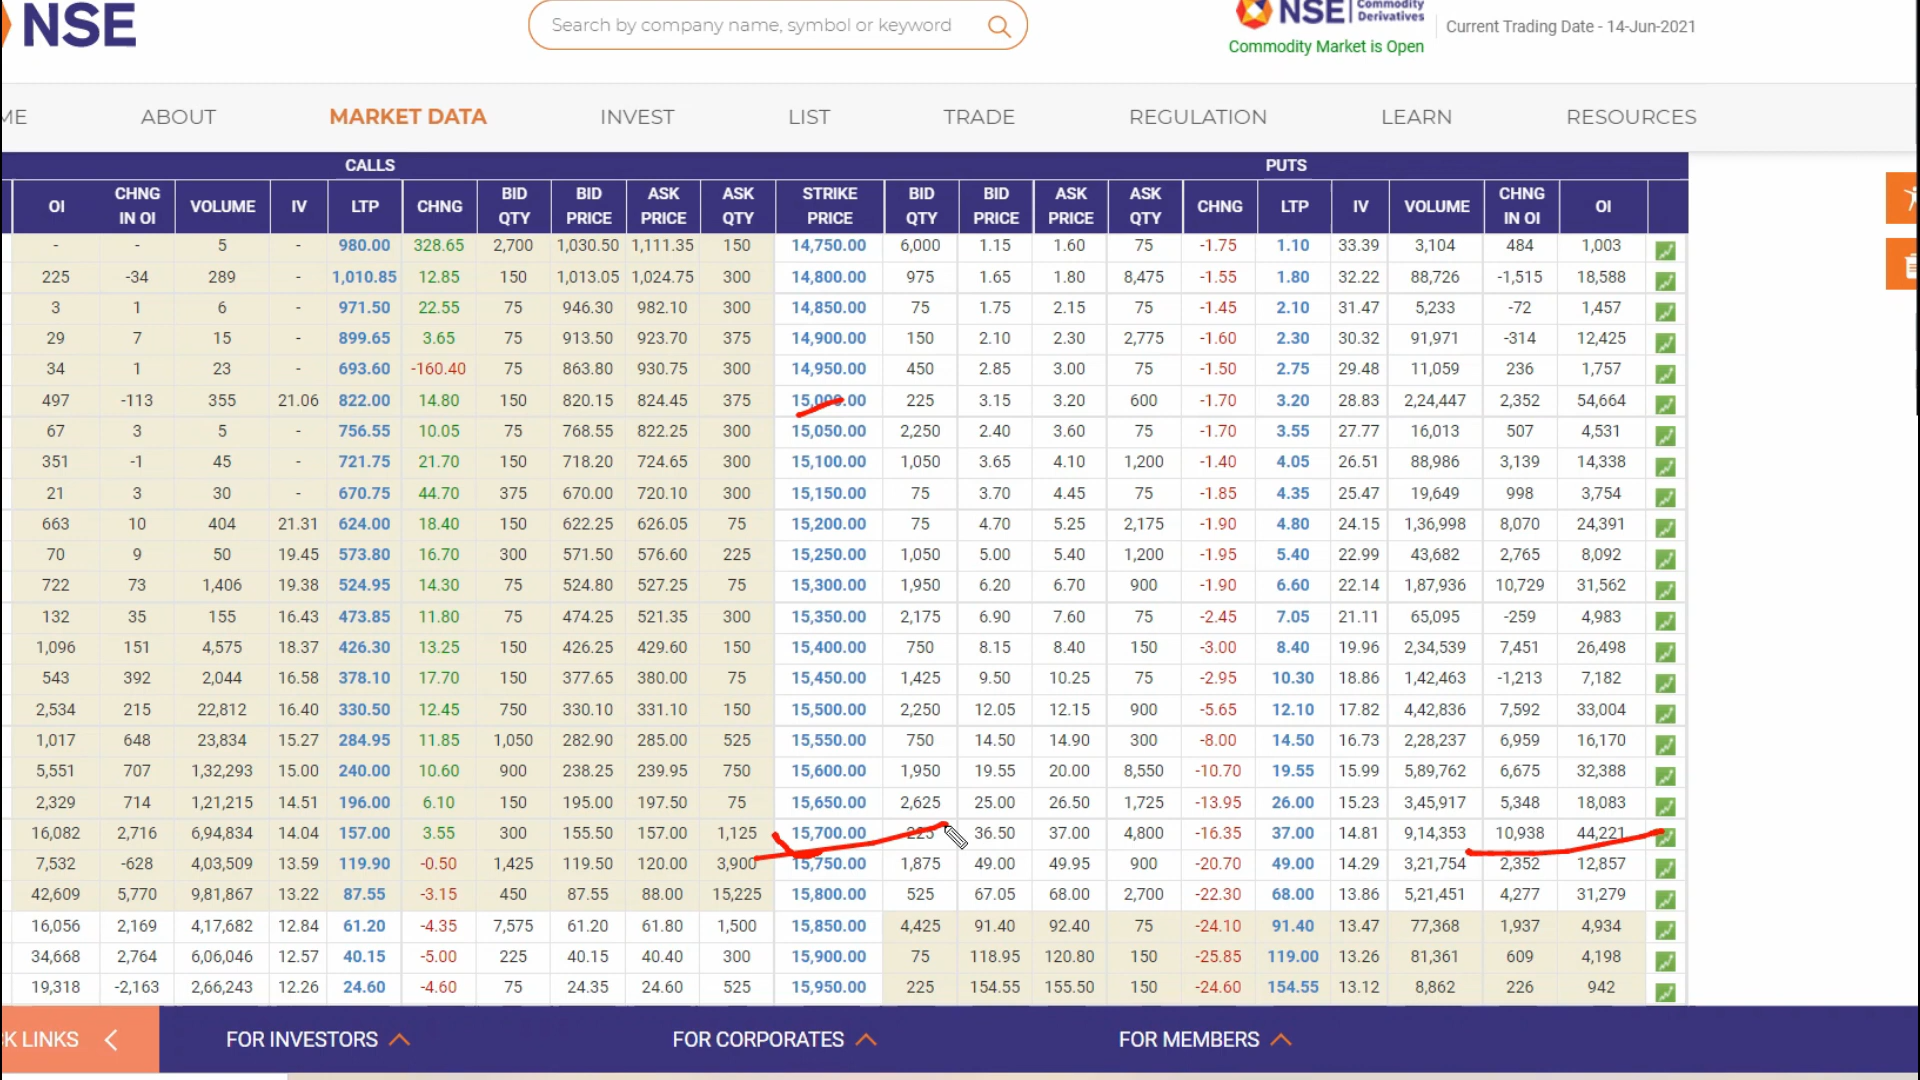 NSE
Search by company name, symbol or keyword
NSE Commodity Derivatives
Commodity Market is Open
Current Trading Date - 14-Jun-2021
ME ABOUT MARKET DATA INVEST LIST TRADE REGULATION LEARN RESOURCES
CALLS PUTS
OI CHNG IN OI VOLUME IV LTP CHNG BID QTY BID PRICE ASK PRICE ASK QTY STRIKE PRICE BID QTY BID PRICE ASK PRICE ASK QTY CHNG LTP IV VOLUME CHNG IN OI OI
- - 5 - 980.00 328.65 2,700 1,030.50 1,111.35 150 14,750.00 6,000 1.15 1.60 75 -1.75 1.10 33.39 3,104 484 1,003
225 -34 289 - 1,010.85 12.85 150 1,013.05 1,024.75 300 14,800.00 975 1.65 1.80 8,475 -1.55 1.80 32.22 88,726 -1,515 18,588
3 1 6 - 971.50 22.55 75 946.30 982.10 300 14,850.00 75 1.75 2.15 75 -1.45 2.10 31.47 5,233 -72 1,457
29 7 15 - 899.65 3.65 75 913.50 923.70 375 14,900.00 150 2.10 2.30 2,775 -1.60 2.30 30.32 91,971 -314 12,425
34 1 23 - 693.60 -160.40 75 863.80 930.75 300 14,950.00 450 2.85 3.00 75 -1.50 2.75 29.48 11,059 236 1,757
497 -113 355 21.06 822.00 14.80 150 820.15 824.45 375 15,000.00 225 3.15 3.20 600 -1.70 3.20 28.83 2,24,447 2,352 54,664
67 3 5 - 756.55 10.05 75 768.55 822.25 300 15,050.00 2,250 2.40 3.60 75 -1.70 3.55 27.77 16,013 507 4,531
351 -1 45 - 721.75 21.70 150 718.20 724.65 300 15,100.00 1,050 3.65 4.10 1,200 -1.40 4.05 26.51 88,986 3,139 14,338
21 3 30 - 670.75 44.70 375 670.00 720.10 300 15,150.00 75 3.70 4.45 75 -1.85 4.35 25.47 19,649 998 3,754
663 10 404 21.31 624.00 18.40 150 622.25 626.05 75 15,200.00 75 4.70 5.25 2,175 -1.90 4.80 24.15 1,36,998 8,070 24,391
70 9 50 19.45 573.80 16.70 300 571.50 576.60 225 15,250.00 1,050 5.00 5.40 1,200 -1.95 5.40 22.99 43,682 2,765 8,092
722 73 1,406 19.38 524.95 14.30 75 524.80 527.25 75 15,300.00 1,950 6.20 6.70 900 -1.90 6.60 22.14 1,87,936 10,729 31,562
132 35 155 16.43 473.85 11.80 75 474.25 521.35 300 15,350.00 2,175 6.90 7.60 75 -2.45 7.05 21.11 65,095 -259 4,983
1,096 151 4,575 18.37 426.30 13.25 150 426.25 429.60 150 15,400.00 750 8.15 8.40 150 -3.00 8.40 19.96 2,34,539 7,451 26,498
543 392 2,044 16.58 378.10 17.70 150 377.65 380.00 75 15,450.00 1,425 9.50 10.25 75 -2.95 10.30 18.86 1,42,463 -1,213 7,182
2,534 215 22,812 16.40 330.50 12.45 750 330.10 331.10 150 15,500.00 2,250 12.05 12.15 900 -5.65 12.10 17.82 4,42,836 7,592 33,004
1,017 648 23,834 15.27 284.95 11.85 1,050 282.90 285.00 525 15,550.00 750 14.50 14.90 300 -8.00 14.50 16.73 2,28,237 6,959 16,170
5,551 707 1,32,293 15.00 240.00 10.60 900 238.25 239.95 750 15,600.00 1,950 19.55 20.00 8,550 -10.70 19.55 15.99 5,89,762 6,675 32,388
2,329 714 1,21,215 14.51 196.00 6.10 150 195.00 197.50 75 15,650.00 2,625 25.00 26.50 1,725 -13.95 26.00 15.23 3,45,917 5,348 18,083
16,082 2,716 6,94,834 14.04 157.00 3.55 300 155.50 157.00 1,125 15,700.00 225 36.50 37.00 4,800 -16.35 37.00 14.81 9,14,353 10,938 44,221
7,532 -628 4,03,509 13.59 119.90 -0.50 1,425 119.50 120.00 3,900 15,750.00 1,875 49.00 49.95 900 -20.70 49.00 14.29 3,21,754 2,352 12,857
42,609 5,770 9,81,867 13.22 87.55 -3.15 450 87.55 88.00 15,225 15,800.00 525 67.05 68.00 2,700 -22.30 68.00 13.86 5,21,451 4,277 31,279
16,056 2,169 4,17,682 12.84 61.20 -4.35 7,575 61.20 61.80 1,500 15,850.00 4,425 91.40 92.40 75 -24.10 91.40 13.47 77,368 1,937 4,934
34,668 2,764 6,06,046 12.57 40.15 -5.00 225 40.15 40.40 300 15,900.00 75 118.95 120.80 150 -25.85 119.00 13.26 81,361 609 4,198
19,318 -2,163 2,66,243 12.26 24.60 -4.60 75 24.35 24.60 525 15,950.00 225 154.55 155.50 150 -24.60 154.55 13.12 8,862 226 942
K LINKS FOR INVESTORS FOR CORPORATES FOR MEMBERS